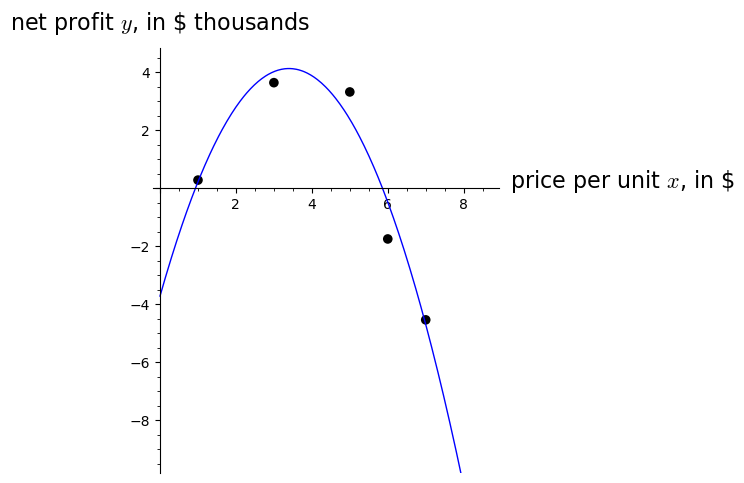 net profit y, in $ thousands
4
2
price per unit x, in $
2 4 6 8
−2
−4
−6
−8